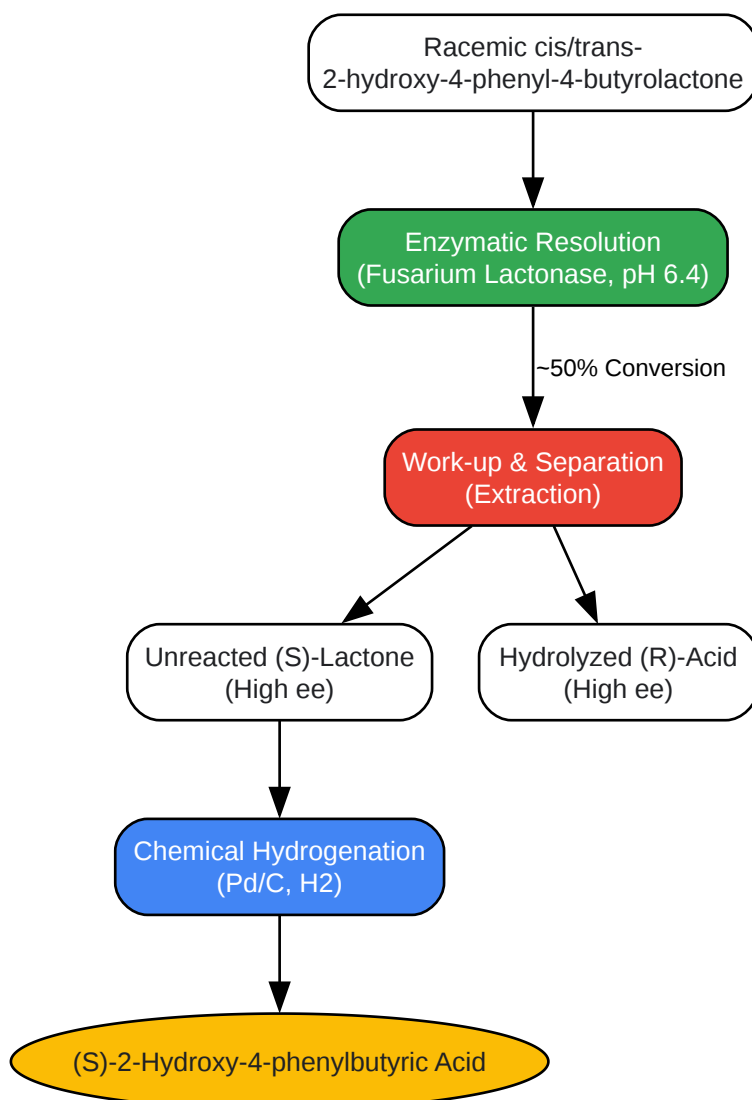 Racemic cis/trans-
2-hydroxy-4-phenyl-4-butyrolactone
Enzymatic Resolution
(Fusarium Lactonase, pH 6.4)
~50% Conversion
Work-up & Separation
(Extraction)
Unreacted (S)-Lactone
(High ee)
Hydrolyzed (R)-Acid
(High ee)
Chemical Hydrogenation
(Pd/C, H2)
(S)-2-Hydroxy-4-phenylbutyric Acid